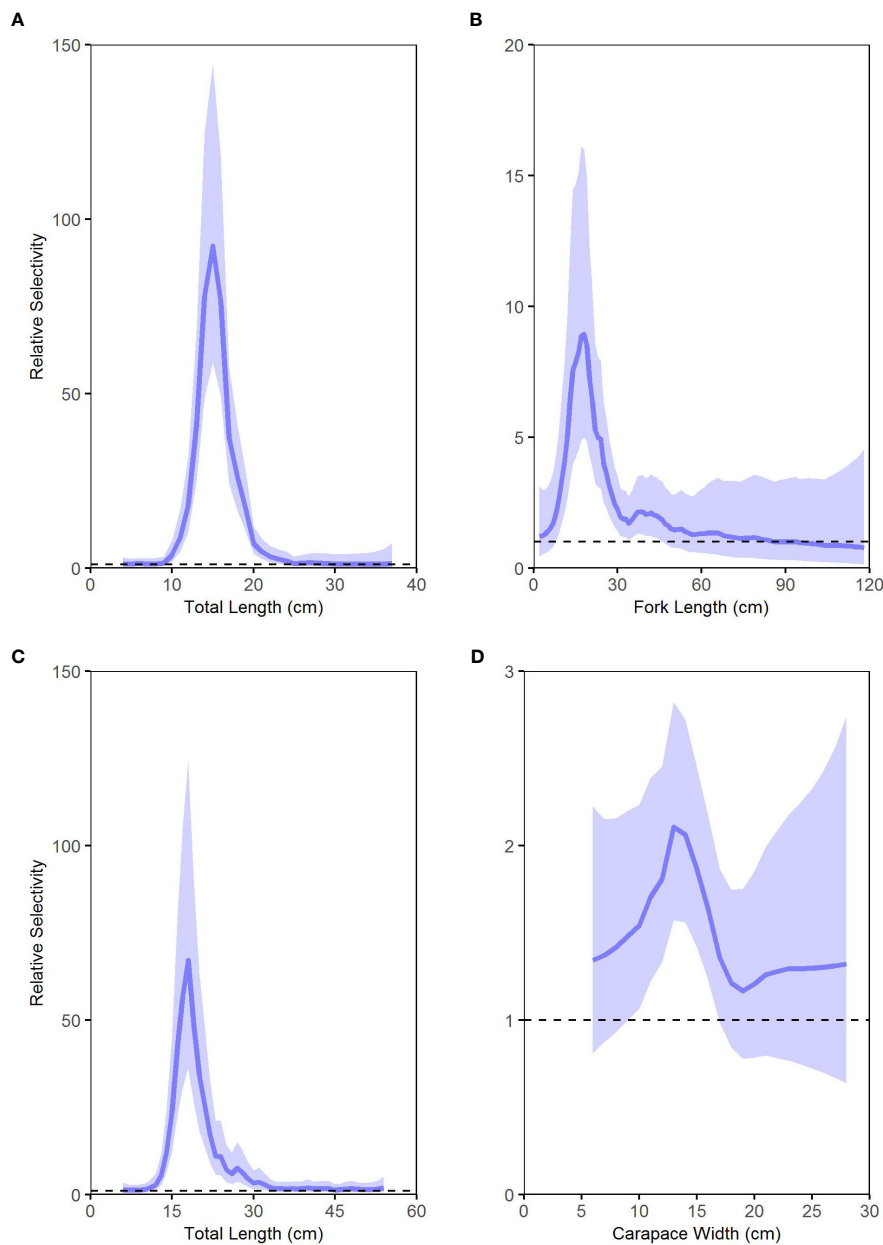 A
B
150
100
50
0
Relative Selectivity
0 10 20 30 40
Total Length (cm)
20
15
10
5
0
0 30 60 90 120
Fork Length (cm)
C
D
150
100
50
0
Relative Selectivity
0 15 30 45 60
Total Length (cm)
3
2
1
0
0 5 10 15 20 25 30
Carapace Width (cm)